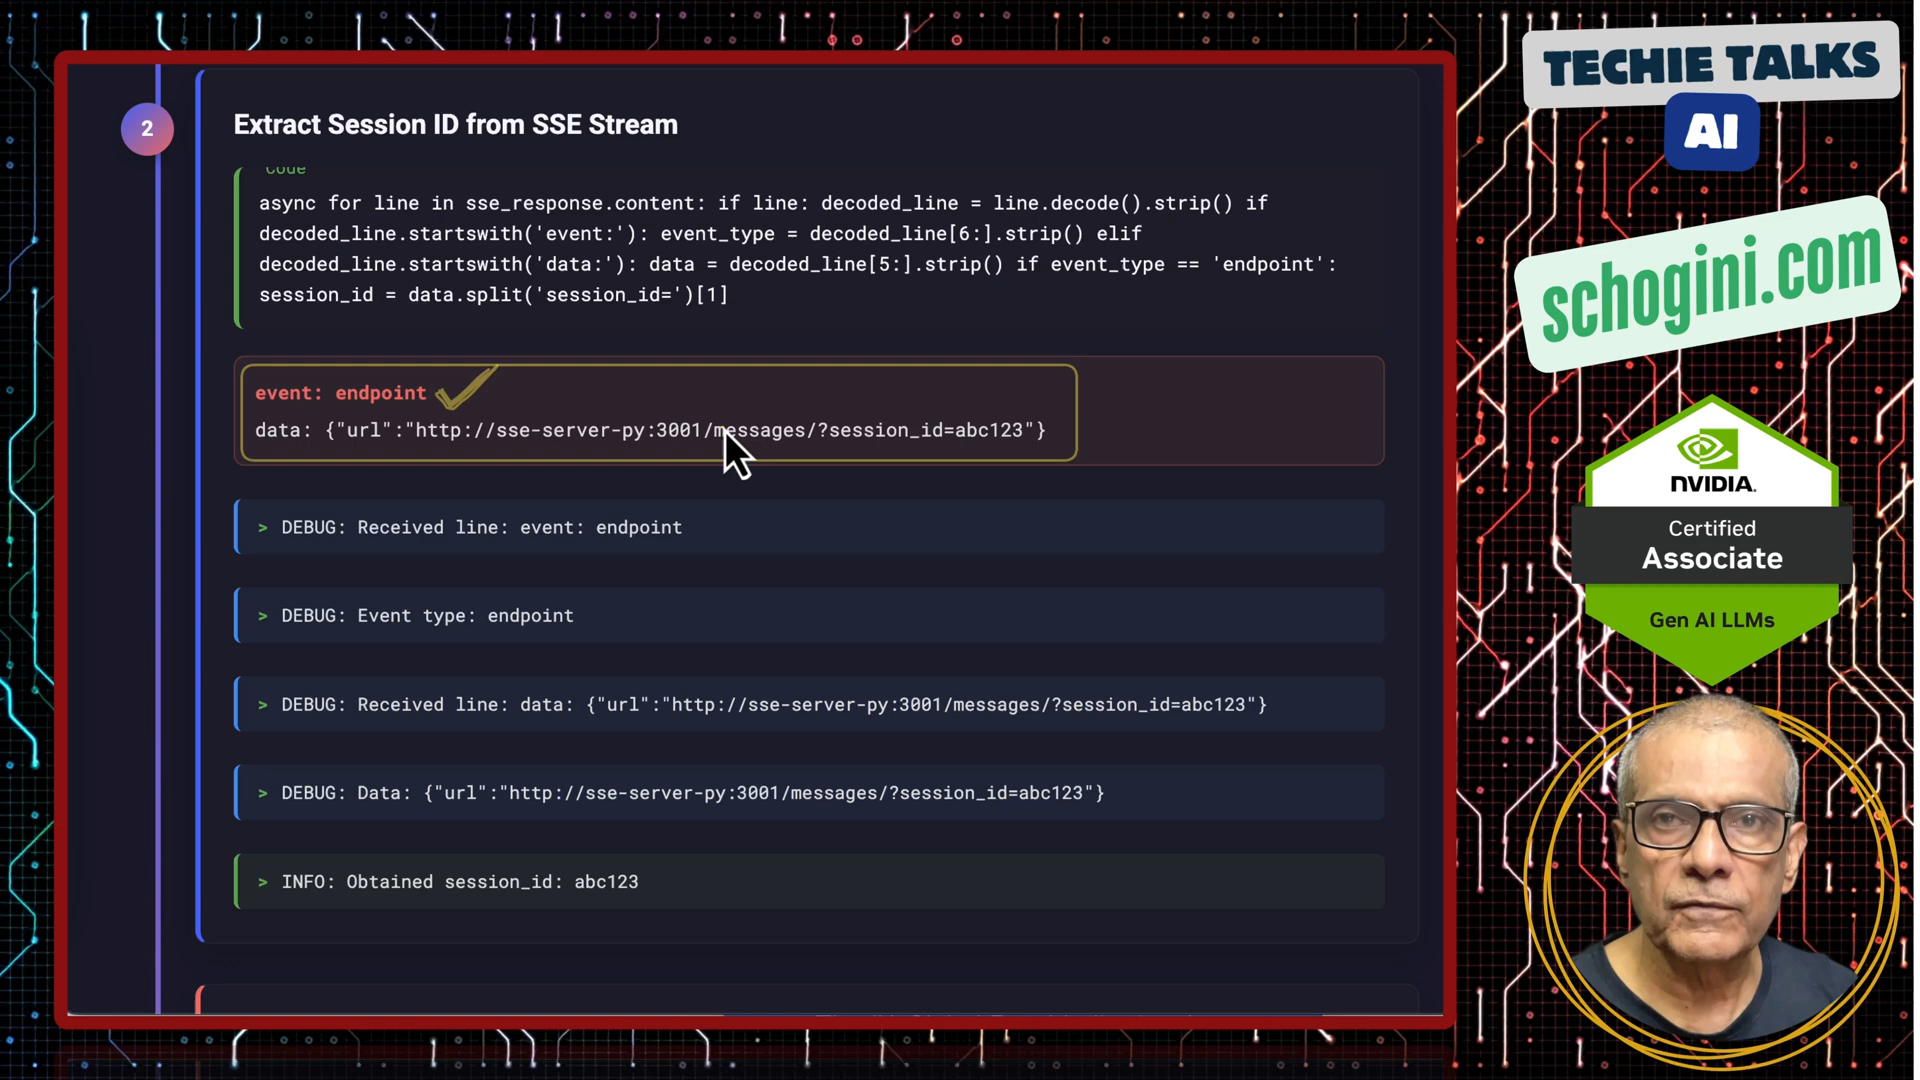 2
Extract Session ID from SSE Stream
Code
async for line in sse_response.content: if line: decoded_line = line.decode().strip() if
decoded_line.startswith('event:'): event_type = decoded_line[6:].strip() elif
decoded_line.startswith('data:'): data = decoded_line[5:].strip() if event_type == 'endpoint':
session_id = data.split('session_id=')[1]
event: endpoint
data: {"url":"http://sse-server-py:3001/messages/?session_id=abc123"}
> DEBUG: Received line: event: endpoint
> DEBUG: Event type: endpoint
> DEBUG: Received line: data: {"url":"http://sse-server-py:3001/messages/?session_id=abc123"}
> DEBUG: Data: {"url":"http://sse-server-py:3001/messages/?session_id=abc123"}
> INFO: Obtained session_id: abc123
TECHIE TALKS
AI
schogini.com
NVIDIA.
Certified
Associate
Gen AI LLMs